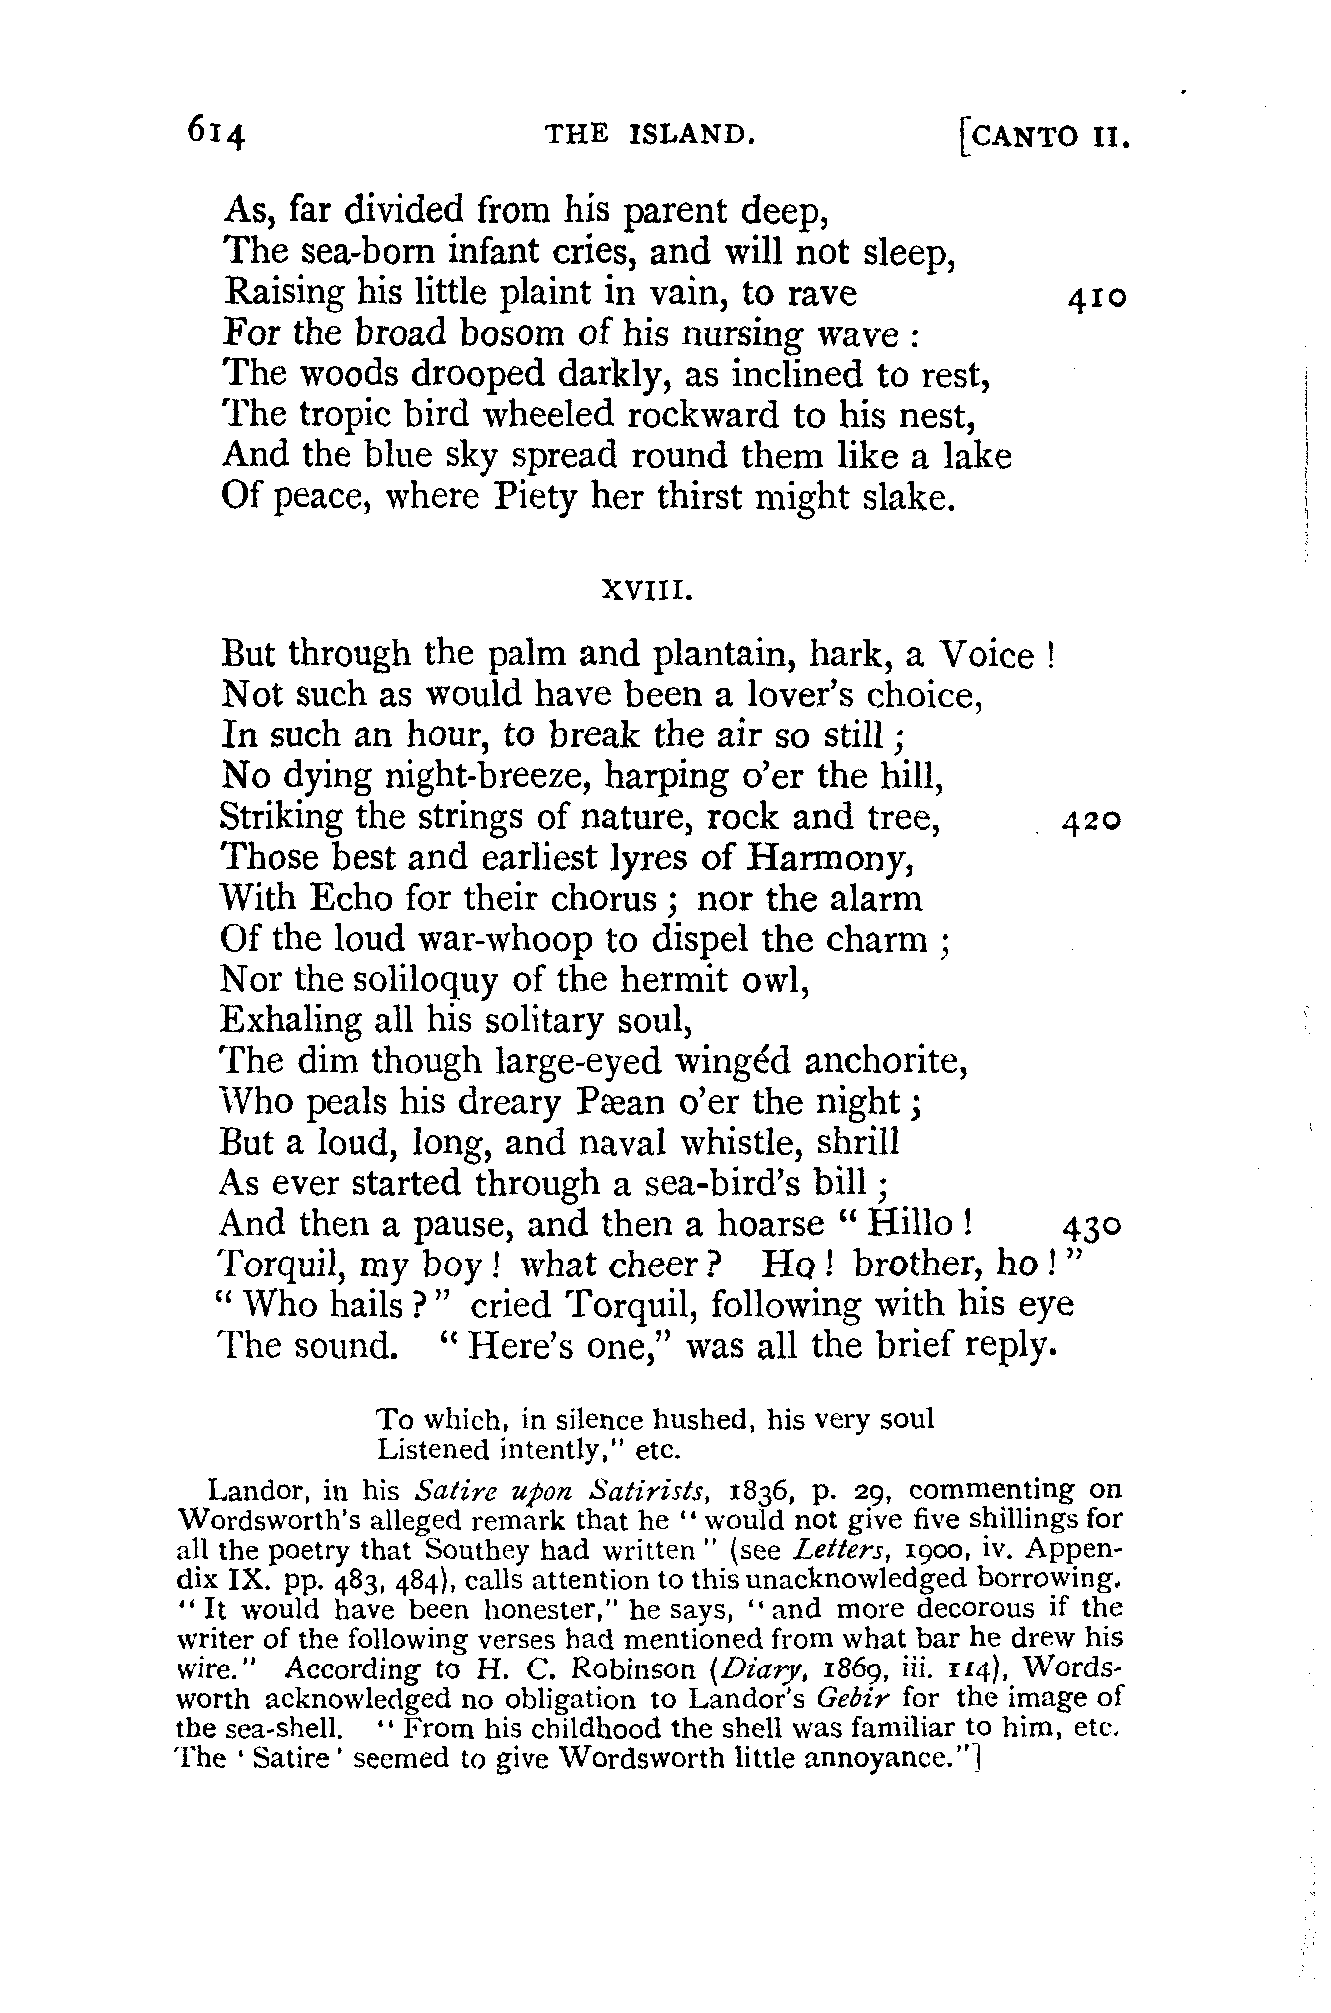 614 THE ISLAND. [CANTO II.
As, far divided from his parent deep,
The sea-born infant cries, and will not sleep,
Raising his little plaint in vain, to rave 410
For the broad bosom of his nursing wave :
The woods drooped darkly, as inclined to rest,
The tropic bird wheeled rockward to his nest,
And the blue sky spread round them like a lake
Of peace, where Piety her thirst might slake.
XVIII.
But through the palm and plantain, hark, a Voice !
Not such as would have been a lover's choice,
In such an hour, to break the air so still ;
No dying night-breeze, harping o'er the hill,
Striking the strings of nature, rock and tree, 420
Those best and earliest lyres of Harmony,
With Echo for their chorus ; nor the alarm
Of the loud war-whoop to dispel the charm ;
Nor the soliloquy of the hermit owl,
Exhaling all his solitary soul,
The dim though large-eyed wingéd anchorite,
Who peals his dreary Pæan o'er the night ;
But a loud, long, and naval whistle, shrill
As ever started through a sea-bird's bill ;
And then a pause, and then a hoarse “ Hillo ! 430
Torquil, my boy ! what cheer ? Ho ! brother, ho ! ”
“ Who hails ? ” cried Torquil, following with his eye
The sound. “ Here's one,” was all the brief reply.
To which, in silence hushed, his very soul
Listened intently,” etc.
Landor, in his Satire upon Satirists, 1836, p. 29, commenting on
Wordsworth's alleged remark that he “ would not give five shillings for
all the poetry that Southey had written ” (see Letters, 1900, iv. Appen-
dix IX. pp. 483, 484), calls attention to this unacknowledged borrowing.
“ It would have been honester,” he says, “ and more decorous if the
writer of the following verses had mentioned from what bar he drew his
wire.” According to H. C. Robinson (Diary, 1869, iii. 114), Words-
worth acknowledged no obligation to Landor's Gebir for the image of
the sea-shell. “ From his childhood the shell was familiar to him, etc.
The ‘ Satire ’ seemed to give Wordsworth little annoyance.”]